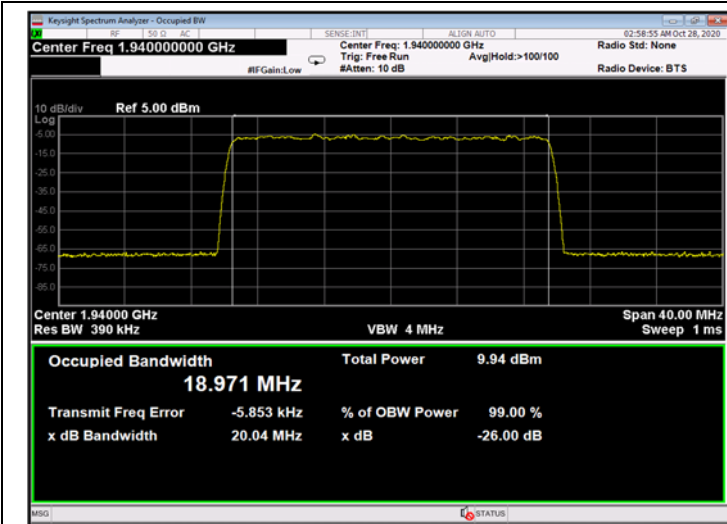 Keysight Spectrum Analyzer - Occupied BW
RF 50 Ω AC SENSE:INT ALIGN AUTO 02:58:55 AM Oct 28, 2020
Center Freq 1.940000000 GHz Center Freq: 1.940000000 GHz Radio Std: None
Trig: Free Run Avg|Hold:>100/100
#IFGain:Low #Atten: 10 dB Radio Device: BTS
10 dB/div Ref 5.00 dBm
Log
-5.00
-15.0
-25.0
-35.0
-45.0
-55.0
-65.0
-75.0
-85.0
Center 1.94000 GHz Span 40.00 MHz
Res BW 390 kHz VBW 4 MHz Sweep 1 ms
Occupied Bandwidth Total Power 9.94 dBm
18.971 MHz
Transmit Freq Error -5.853 kHz % of OBW Power 99.00 %
x dB Bandwidth 20.04 MHz x dB -26.00 dB
MSG STATUS